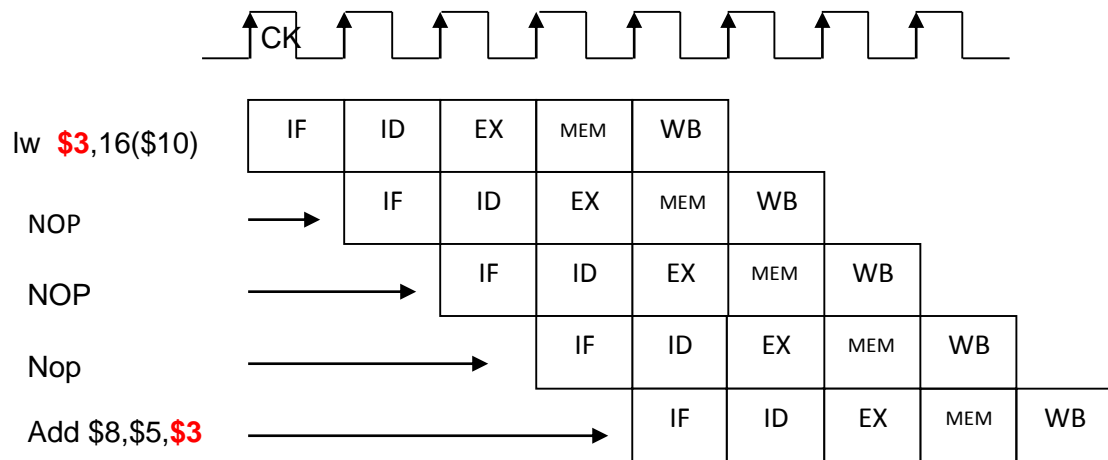 CK
lw $3,16($10) IF ID EX MEM WB
NOP IF ID EX MEM WB
NOP IF ID EX MEM WB
Nop IF ID EX MEM WB
Add $8,$5,$3 IF ID EX MEM WB